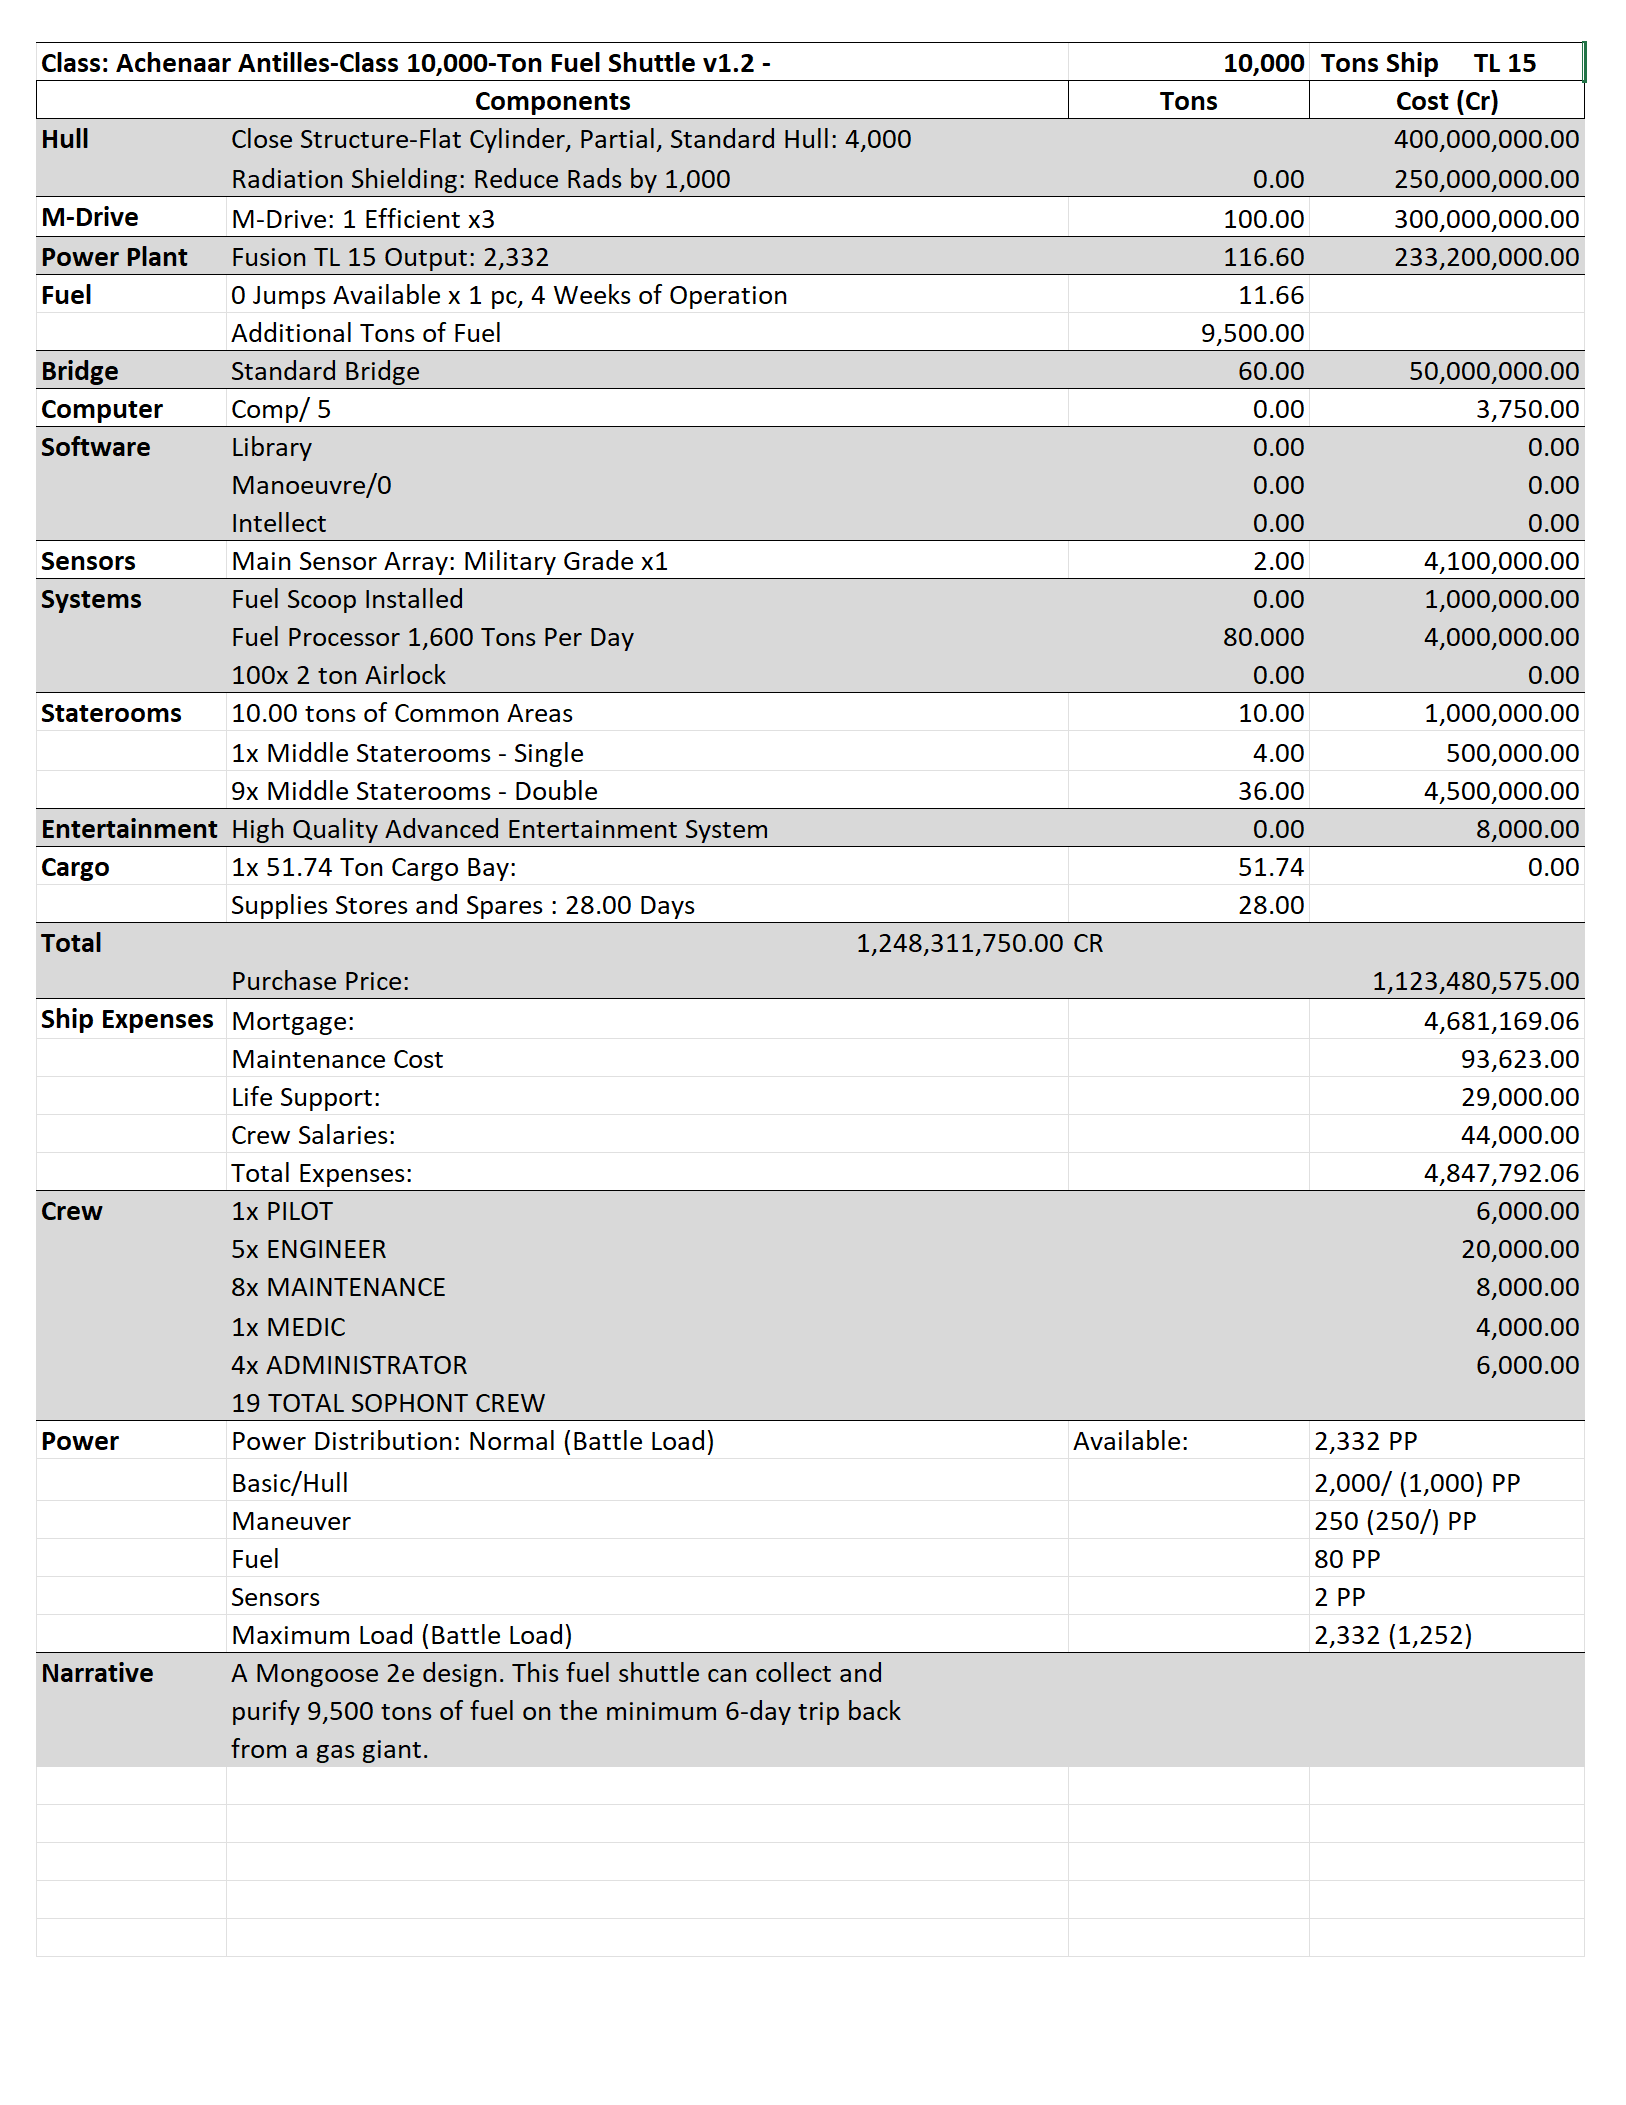 Class: Achenaar Antilles-Class 10,000-Ton Fuel Shuttle v1.2 - 10,000 Tons Ship TL 15
Components Tons Cost (Cr)
Hull Close Structure-Flat Cylinder, Partial, Standard Hull: 4,000 400,000,000.00
Radiation Shielding: Reduce Rads by 1,000 0.00 250,000,000.00
M-Drive M-Drive: 1 Efficient x3 100.00 300,000,000.00
Power Plant Fusion TL 15 Output: 2,332 116.60 233,200,000.00
Fuel 0 Jumps Available x 1 pc, 4 Weeks of Operation 11.66
Additional Tons of Fuel 9,500.00
Bridge Standard Bridge 60.00 50,000,000.00
Computer Comp/ 5 0.00 3,750.00
Software Library 0.00 0.00
Manoeuvre/0 0.00 0.00
Intellect 0.00 0.00
Sensors Main Sensor Array: Military Grade x1 2.00 4,100,000.00
Systems Fuel Scoop Installed 0.00 1,000,000.00
Fuel Processor 1,600 Tons Per Day 80.000 4,000,000.00
100x 2 ton Airlock 0.00 0.00
Staterooms 10.00 tons of Common Areas 10.00 1,000,000.00
1x Middle Staterooms - Single 4.00 500,000.00
9x Middle Staterooms - Double 36.00 4,500,000.00
Entertainment High Quality Advanced Entertainment System 0.00 8,000.00
Cargo 1x 51.74 Ton Cargo Bay: 51.74 0.00
Supplies Stores and Spares : 28.00 Days 28.00
Total 1,248,311,750.00 CR
Purchase Price: 1,123,480,575.00
Ship Expenses Mortgage: 4,681,169.06
Maintenance Cost 93,623.00
Life Support: 29,000.00
Crew Salaries: 44,000.00
Total Expenses: 4,847,792.06
Crew 1x PILOT 6,000.00
5x ENGINEER 20,000.00
8x MAINTENANCE 8,000.00
1x MEDIC 4,000.00
4x ADMINISTRATOR 6,000.00
19 TOTAL SOPHONT CREW
Power Power Distribution: Normal (Battle Load) Available: 2,332 PP
Basic/Hull 2,000/ (1,000) PP
Maneuver 250 (250/) PP
Fuel 80 PP
Sensors 2 PP
Maximum Load (Battle Load) 2,332 (1,252)
Narrative A Mongoose 2e design. This fuel shuttle can collect and
purify 9,500 tons of fuel on the minimum 6-day trip back
from a gas giant.